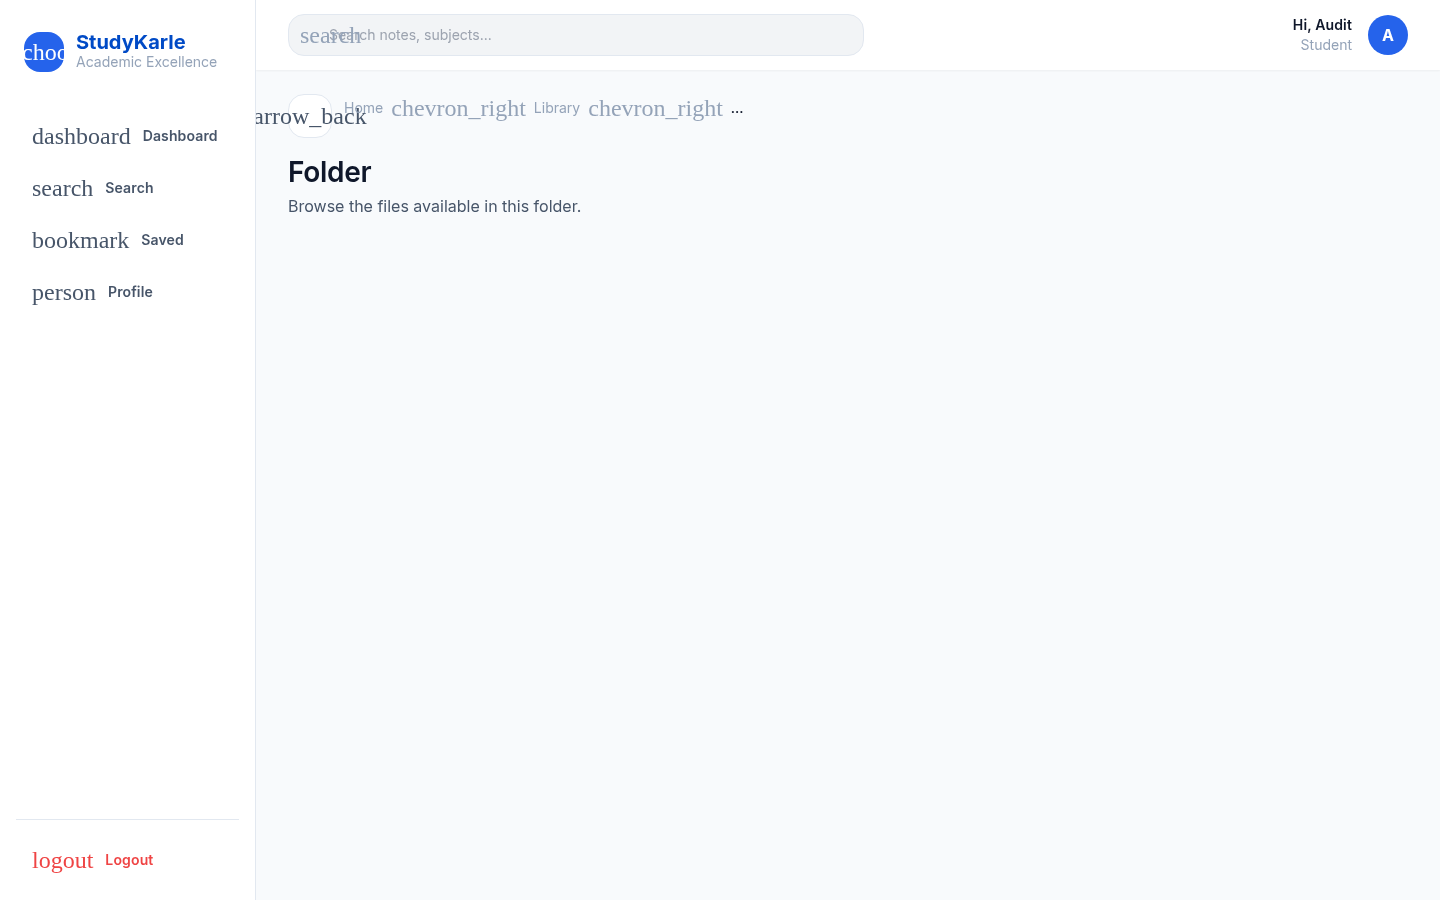 choo
StudyKarle
Academic Excellence
dashboard Dashboard
search Search
bookmark Saved
person Profile
logout Logout
search Search notes, subjects...
Hi, Audit
Student
A
arrow_back Home chevron_right Library chevron_right ...
Folder
Browse the files available in this folder.